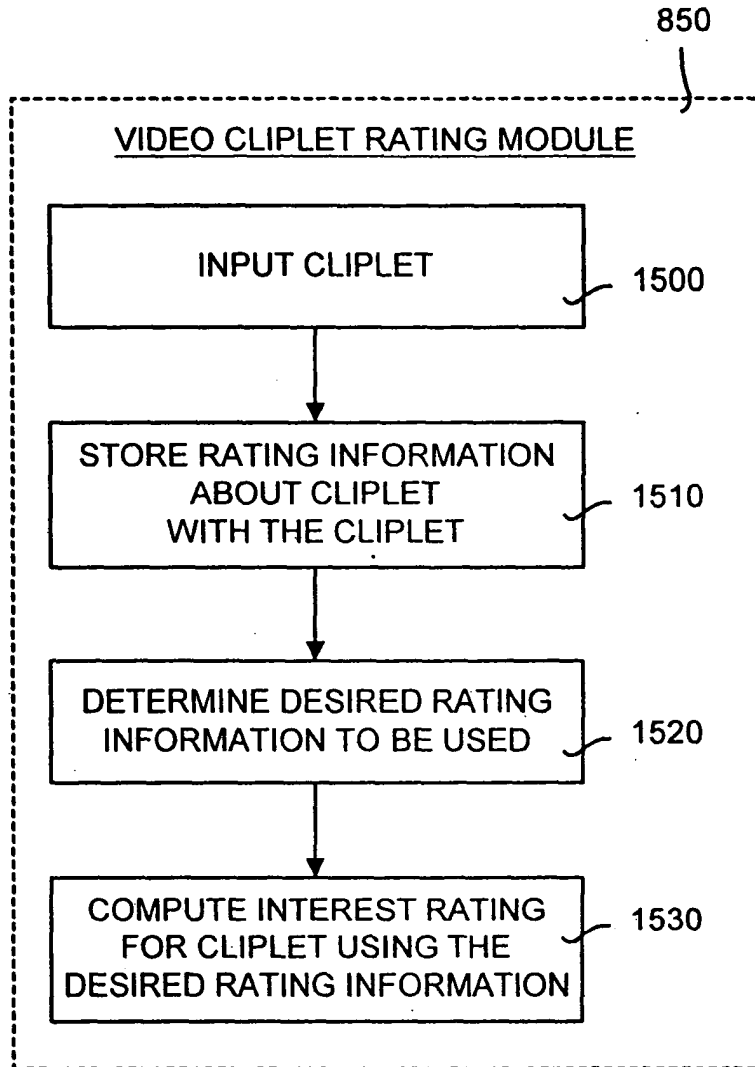 850
VIDEO CLIPLET RATING MODULE
INPUT CLIPLET
1500
STORE RATING INFORMATION
ABOUT CLIPLET
WITH THE CLIPLET
1510
DETERMINE DESIRED RATING
INFORMATION TO BE USED
1520
COMPUTE INTEREST RATING
FOR CLIPLET USING THE
DESIRED RATING INFORMATION
1530